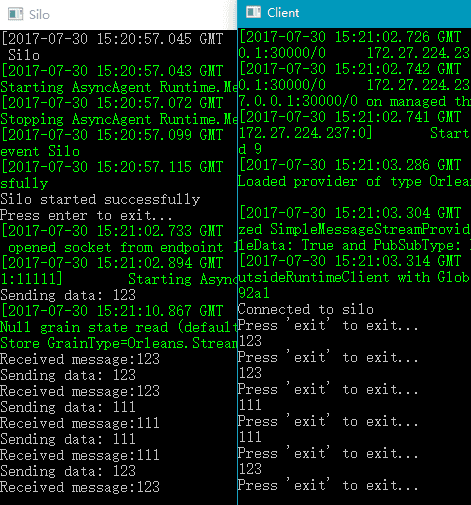 Silo
[2017-07-30 15:20:57.045 GMT
Silo
[2017-07-30 15:20:57.043 GMT
Starting AsyncAgent Runtime.Me
[2017-07-30 15:20:57.072 GMT
Stopping AsyncAgent Runtime.Me
[2017-07-30 15:20:57.099 GMT
event Silo
[2017-07-30 15:20:57.115 GMT
sfully
Silo started successfully
Press enter to exit...
[2017-07-30 15:21:02.733 GMT
opened socket from endpoint 1
[2017-07-30 15:21:02.894 GMT
1:11111] Starting Async
Sending data: 123
[2017-07-30 15:21:10.867 GMT
Null grain state read (default
Store GrainType=Orleans.Stream
Received message:123
Sending data: 123
Received message:123
Sending data: 111
Received message:111
Sending data: 111
Received message:111
Sending data: 123
Received message:123
Client
[2017-07-30 15:21:02.726 GMT
0.1:30000/0 172.27.224.23
[2017-07-30 15:21:02.742 GMT
0.1:30000/0 172.27.224.23
7.0.0.1:30000/0 on managed th
[2017-07-30 15:21:02.741 GMT
172.27.224.237:0] Start
d 9
[2017-07-30 15:21:03.286 GMT
Loaded provider of type Orlean
[2017-07-30 15:21:03.304 GMT
zed SimpleMessageStreamProvid
leData: True and PubSubType:
[2017-07-30 15:21:03.314 GMT
utsideRuntimeClient with Glob
92a1
Connected to silo
Press 'exit' to exit...
123
Press 'exit' to exit...
123
Press 'exit' to exit...
111
Press 'exit' to exit...
111
Press 'exit' to exit...
123
Press 'exit' to exit...